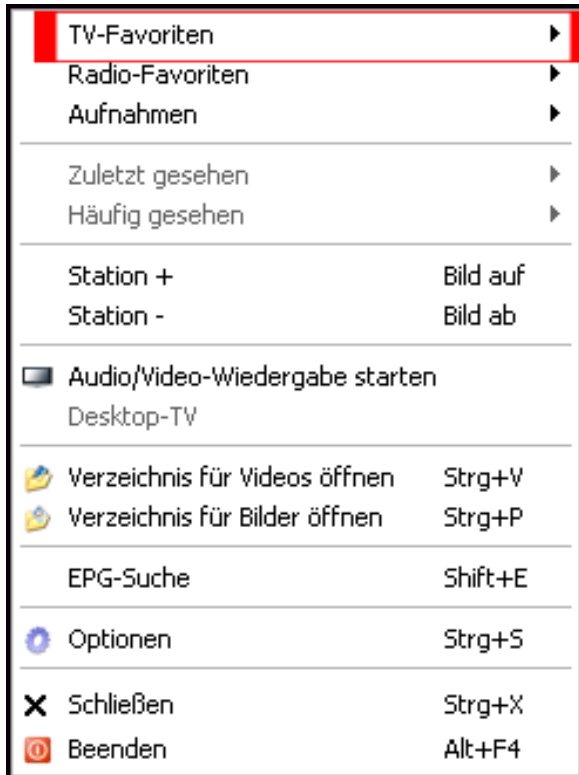 TV-Favoriten
Radio-Favoriten
Aufnahmen
Zuletzt gesehen
Häufig gesehen
Station + Bild auf
Station - Bild ab
Audio/Video-Wiedergabe starten
Desktop-TV
Verzeichnis für Videos öffnen Strg+V
Verzeichnis für Bilder öffnen Strg+P
EPG-Suche Shift+E
Optionen Strg+S
Schließen Strg+X
Beenden Alt+F4